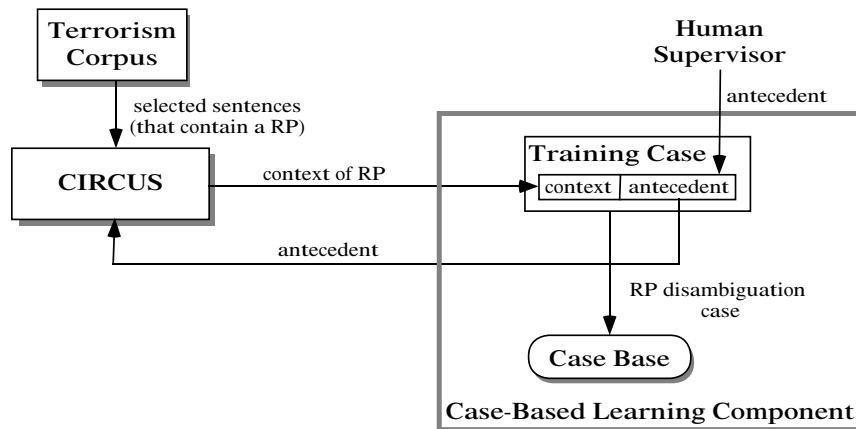 Terrorism
Corpus
selected sentences
(that contain a RP)
Human
Supervisor
antecedent
CIRCUS
context of RP
Training Case
context
antecedent
antecedent
RP disambiguation
case
Case Base
Case-Based Learning Component